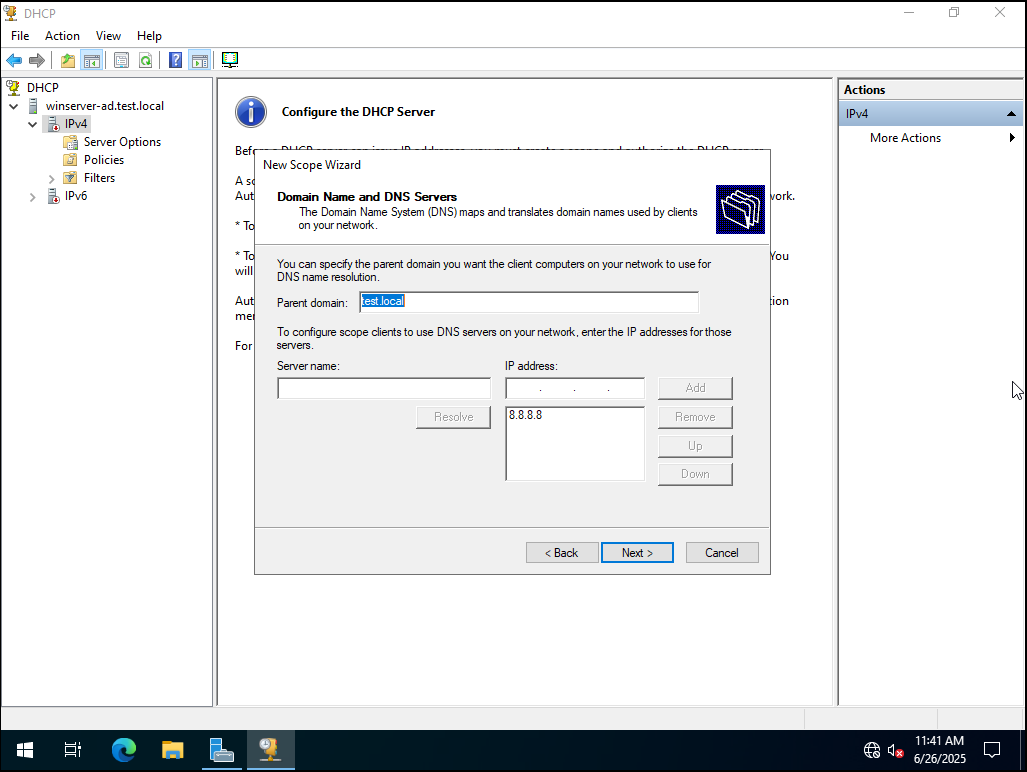 DHCP
File Action View Help
DHCP
winserver-ad.test.local
IPv4
Server Options
Policies
Filters
IPv6
Configure the DHCP Server
A sc
Aut
work.
* To
* To
You
will
Aut
tion
mer
For
New Scope Wizard
Domain Name and DNS Servers
The Domain Name System (DNS) maps and translates domain names used by clients
on your network.
You can specify the parent domain you want the client computers on your network to use for
DNS name resolution.
Parent domain: test.local
To configure scope clients to use DNS servers on your network, enter the IP addresses for those
servers.
Server name: IP address:
. . . Add
Resolve 8.8.8.8 Remove
Up
Down
< Back Next > Cancel
Actions
IPv4
More Actions
11:41 AM
6/26/2025